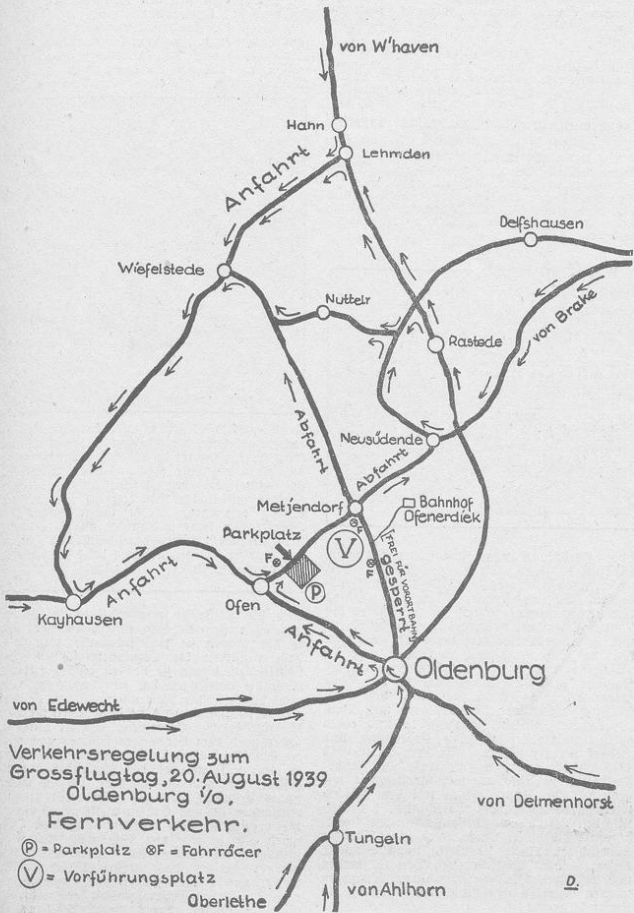 von W'haven
Hahn
Lehmden
Anfahrt
Delfshausen
Wiefelstede
Nutteln
von Brake
Rastede
Abfahrt
Neusüdende
Abfahrt
Metjendorf
Bahnhof
Ofenerdiek
Parkplatz
F
F
V
FREI FÜR VORORTBAHN
gesperrt
F
P
Anfahrt
Ofen
Kayhausen
Anfahrt
Oldenburg
von Edewecht
Verkehrsregelung zum
Grossflugtag, 20. August 1939
Oldenburg i/o.
Fernverkehr.
P = Parkplatz F = Fahrräder
V = Vorführungsplatz
von Delmenhorst
Tungeln
Oberlethe
von Ahlhorn
D.